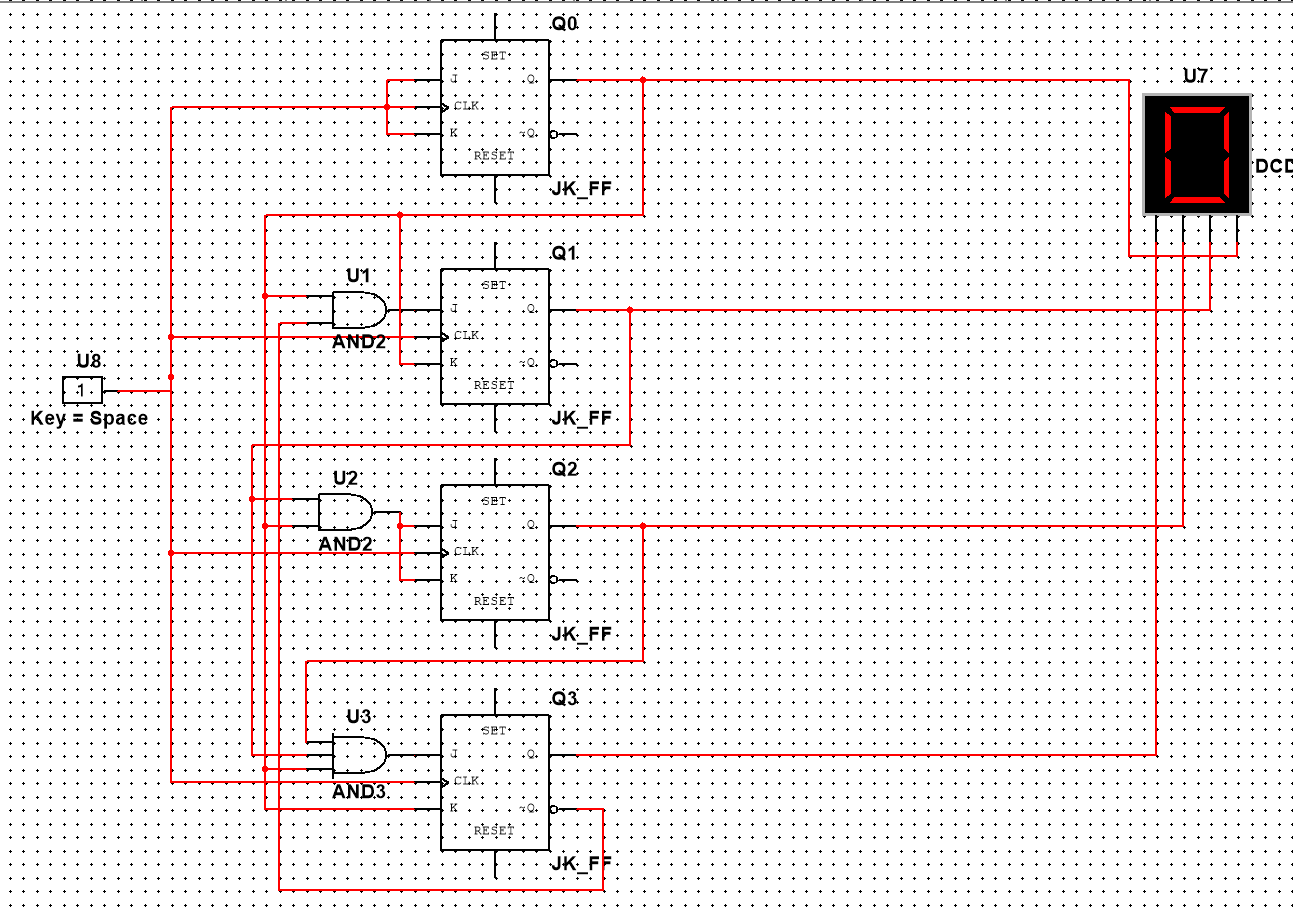 Q0
SET
J Q
CLK
K ~Q
RESET
JK_FF
U7
DCD
Q1
SET
U1
J Q
CLK
AND2
K ~Q
RESET
JK_FF
U8
1
Key = Space
Q2
SET
U2
J Q
CLK
AND2
K ~Q
RESET
JK_FF
Q3
SET
U3
J Q
CLK
AND3
K ~Q
RESET
JK_FF
0